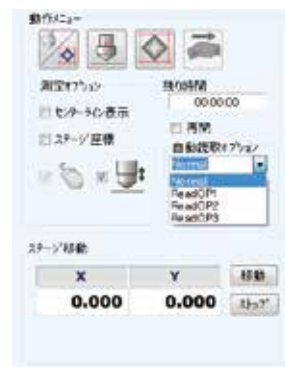 動作メニュー
測定オプション
残り時間
00:00:00
センターライン表示
再開
ステージ座標
自動読取オプション
Normal
Normal
ReadOP1
ReadOP2
ReadOP3
ステージ移動
X Y 移動
0.000 0.000 ストップ